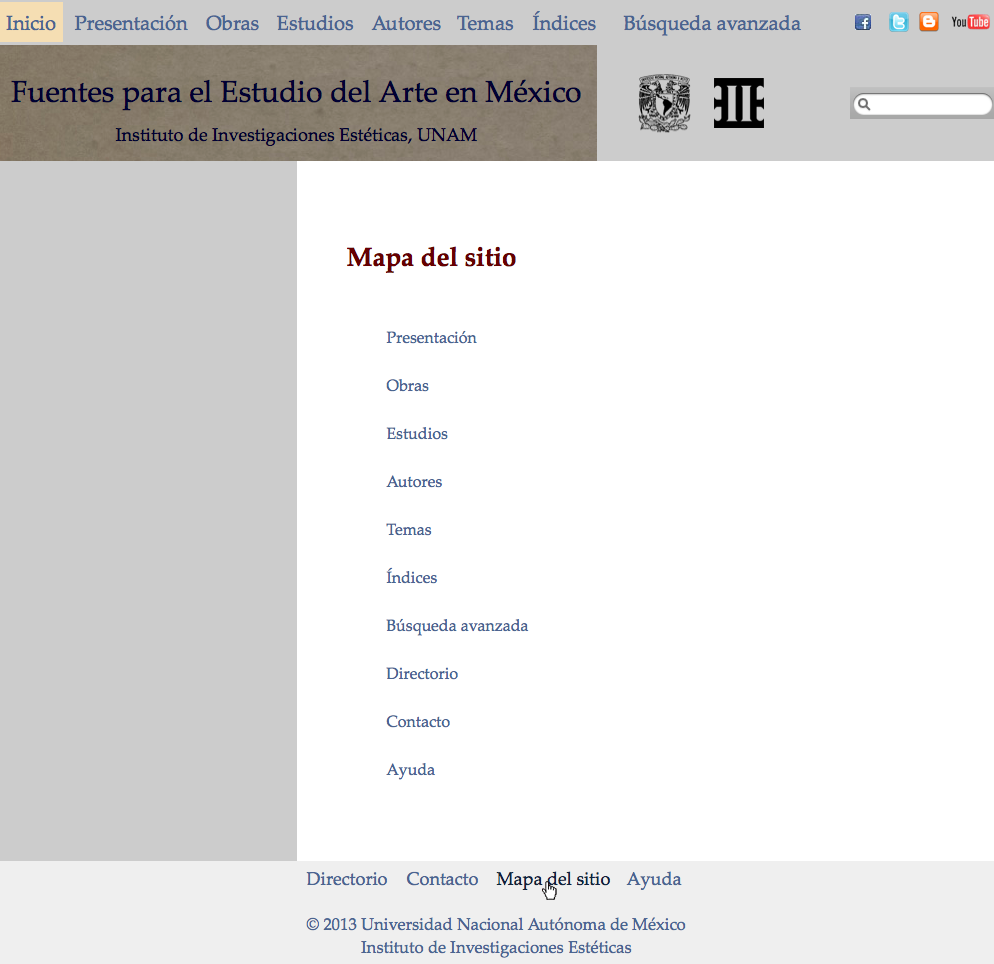 Inicio Presentación Obras Estudios Autores Temas Índices Búsqueda avanzada You Tube
Fuentes para el Estudio del Arte en México
Instituto de Investigaciones Estéticas, UNAM
Mapa del sitio
Presentación
Obras
Estudios
Autores
Temas
Índices
Búsqueda avanzada
Directorio
Contacto
Ayuda
Directorio Contacto Mapa del sitio Ayuda
© 2013 Universidad Nacional Autónoma de México
Instituto de Investigaciones Estéticas